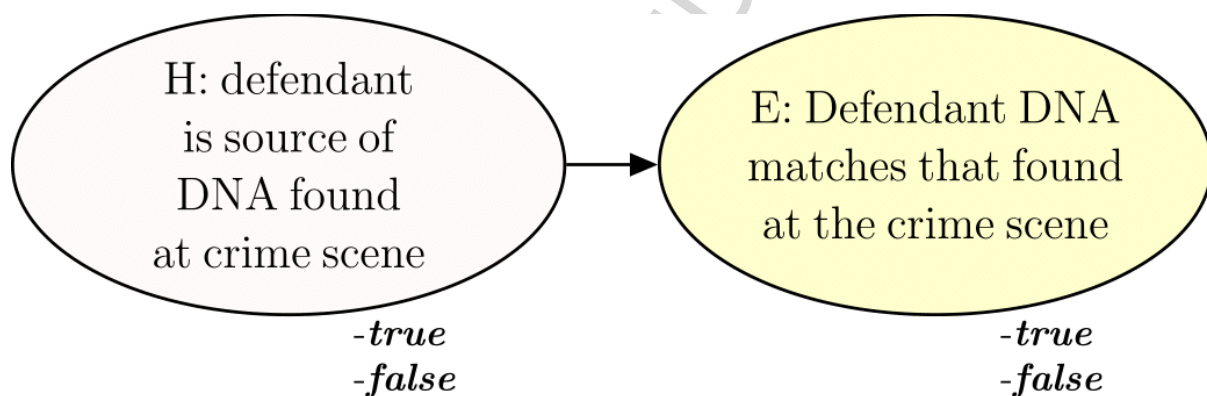 H: defendant
is source of
DNA found
at crime scene
-true
-false
E: Defendant DNA
matches that found
at the crime scene
-true
-false